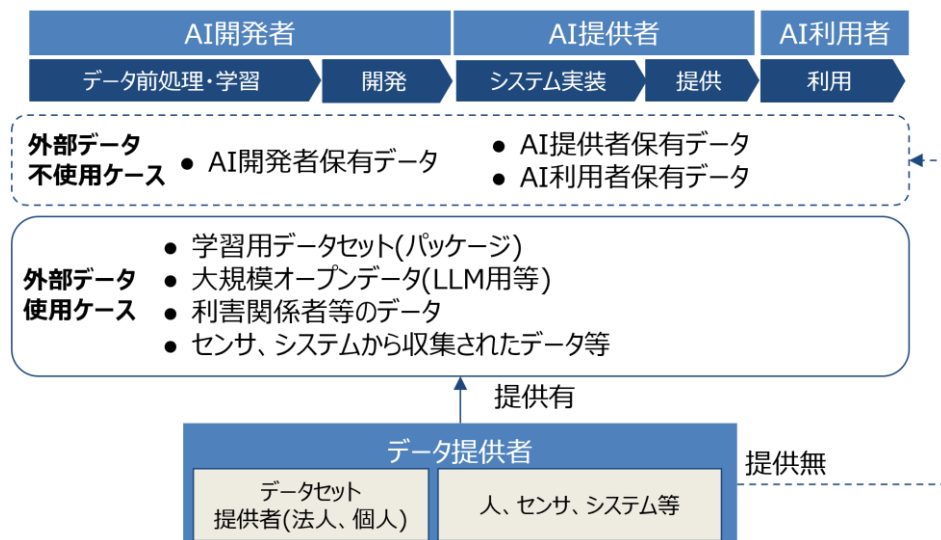 AI開発者
AI提供者
AI利用者
データ前処理・学習
開発
システム実装
提供
利用
外部データ
不使用ケース
● AI開発者保有データ
● AI提供者保有データ
● AI利用者保有データ
外部データ
使用ケース
● 学習用データセット(パッケージ)
● 大規模オープンデータ(LLM用等)
● 利害関係者等のデータ
● センサ、システムから収集されたデータ等
提供有
データ提供者
提供無
データセット
提供者(法人、個人)
人、センサ、システム等